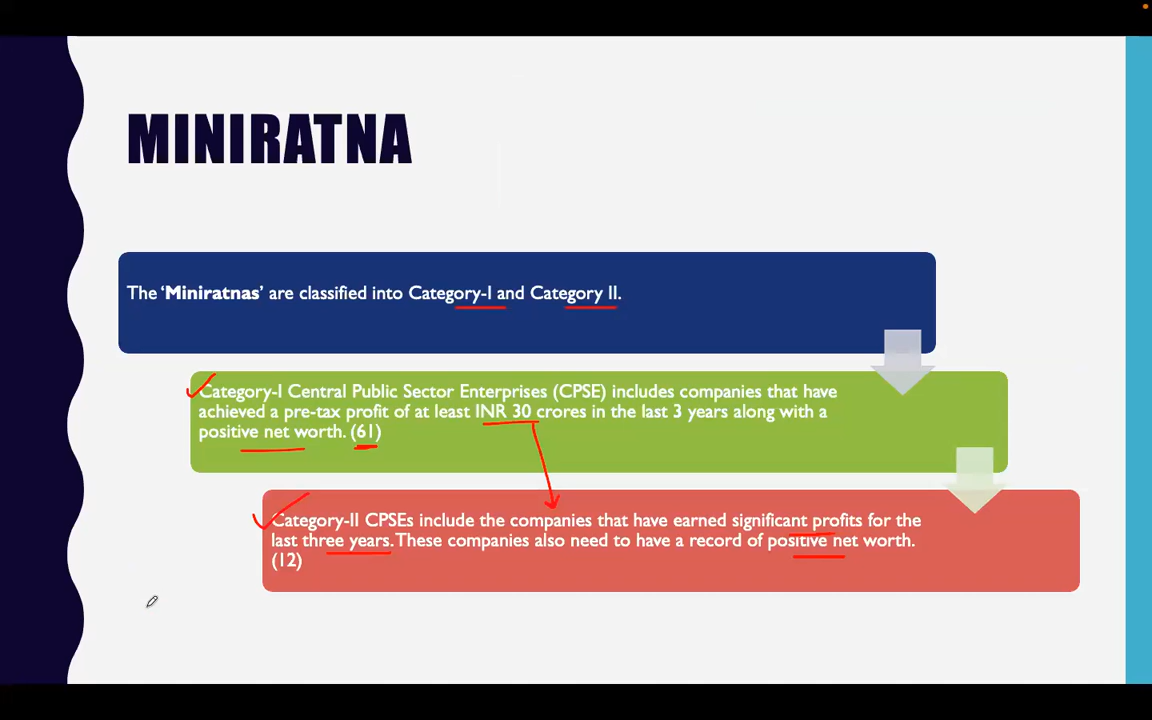 MINIRATNA
The ‘Miniratnas’ are classified into Category-I and Category II.
Category-I Central Public Sector Enterprises (CPSE) includes companies that have
achieved a pre-tax profit of at least INR 30 crores in the last 3 years along with a
positive net worth. (61)
Category-II CPSEs include the companies that have earned significant profits for the
last three years. These companies also need to have a record of positive net worth.
(12)